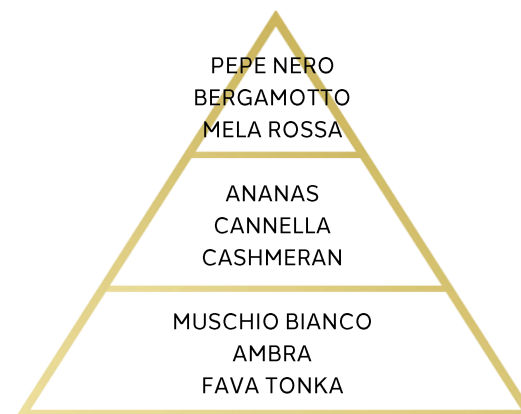 PEPE NERO
BERGAMOTTO
MELA ROSSA
ANANAS
CANNELLA
CASHMERAN
MUSCHIO BIANCO
AMBRA
FAVA TONKA